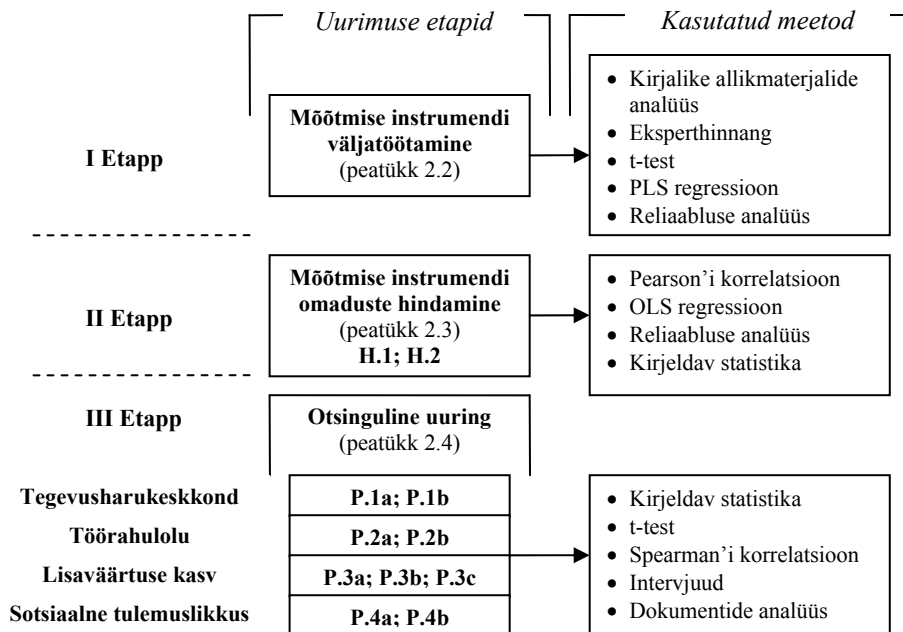 Uurimuse etapid
Kasutatud meetod
I Etapp
Mõõtmise instrumendi
väljatöötamine
(peatükk 2.2)
• Kirjalike allikmaterjalide
analüüs
• Eksperthinnang
• t-test
• PLS regressioon
• Reliaabluse analüüs
II Etapp
Mõõtmise instrumendi
omaduste hindamine
(peatükk 2.3)
H.1; H.2
• Pearson’i korrelatsioon
• OLS regressioon
• Reliaabluse analüüs
• Kirjeldav statistika
III Etapp
Otsinguline uuring
(peatükk 2.4)
Tegevusharukeskkond
P.1a; P.1b
Töörahulolu
P.2a; P.2b
Lisaväärtuse kasv
P.3a; P.3b; P.3c
Sotsiaalne tulemuslikkus
P.4a; P.4b
• Kirjeldav statistika
• t-test
• Spearman’i korrelatsioon
• Intervjuud
• Dokumentide analüüs